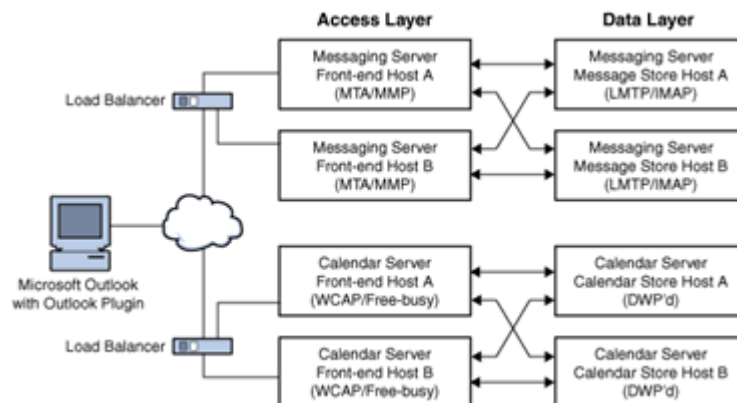 Access Layer
Data Layer
Messaging Server
Front-end Host A
(MTA/MMP)
Messaging Server
Message Store Host A
(LMTP/IMAP)
Load Balancer
Messaging Server
Front-end Host B
(MTA/MMP)
Messaging Server
Message Store Host B
(LMTP/IMAP)
Microsoft Outlook
with Outlook Plugin
Calendar Server
Front-end Host A
(WCAP/Free-busy)
Calendar Server
Calendar Store Host A
(DWP'd)
Load Balancer
Calendar Server
Front-end Host B
(WCAP/Free-busy)
Calendar Server
Calendar Store Host B
(DWP'd)